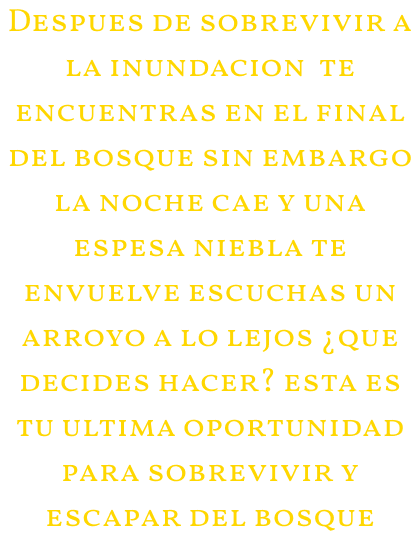 Despues de sobrevivir a
la inundacion te
encuentras en el final
del bosque sin embargo
la noche cae y una
espesa niebla te
envuelve escuchas un
arroyo a lo lejos ¿que
decides hacer? esta es
tu ultima oportunidad
para sobrevivir y
escapar del bosque